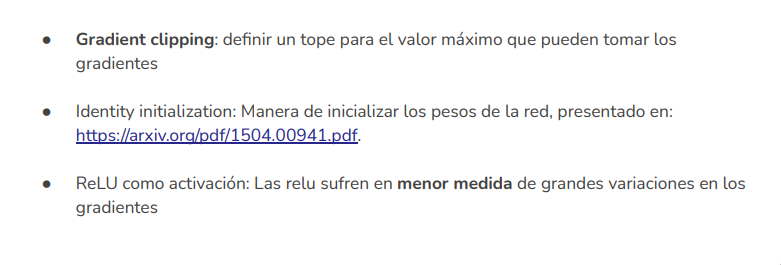 ● Gradient clipping: definir un tope para el valor máximo que pueden tomar los
gradientes
● Identity initialization: Manera de inicializar los pesos de la red, presentado en:
https://arxiv.org/pdf/1504.00941.pdf.
● ReLU como activación: Las relu sufren en menor medida de grandes variaciones en los
gradientes